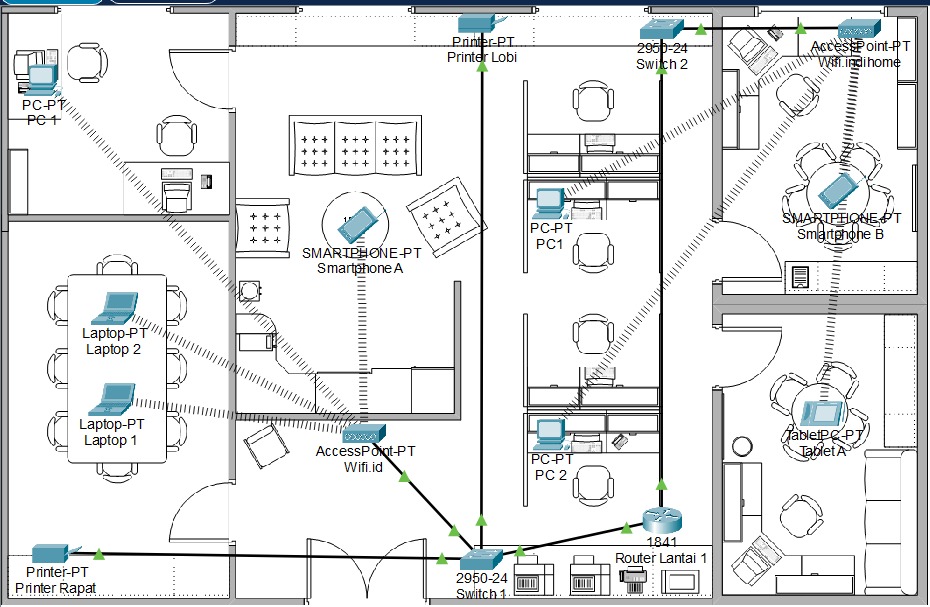 Printer-PT
Printer Lobi
2950-24
Switch 2
AccessPoint-PT
Wifi.indihome
PC-PT
PC 1
SMARTPHONE-PT
Smartphone A
PC-PT
PC1
SMARTPHONE-PT
Smartphone B
Laptop-PT
Laptop 2
Laptop-PT
Laptop 1
AccessPoint-PT
Wifi.id
PC-PT
PC 2
TabletPC-PT
Tablet A
Printer-PT
Printer Rapat
2950-24
Switch 1
1841
Router Lantai 1